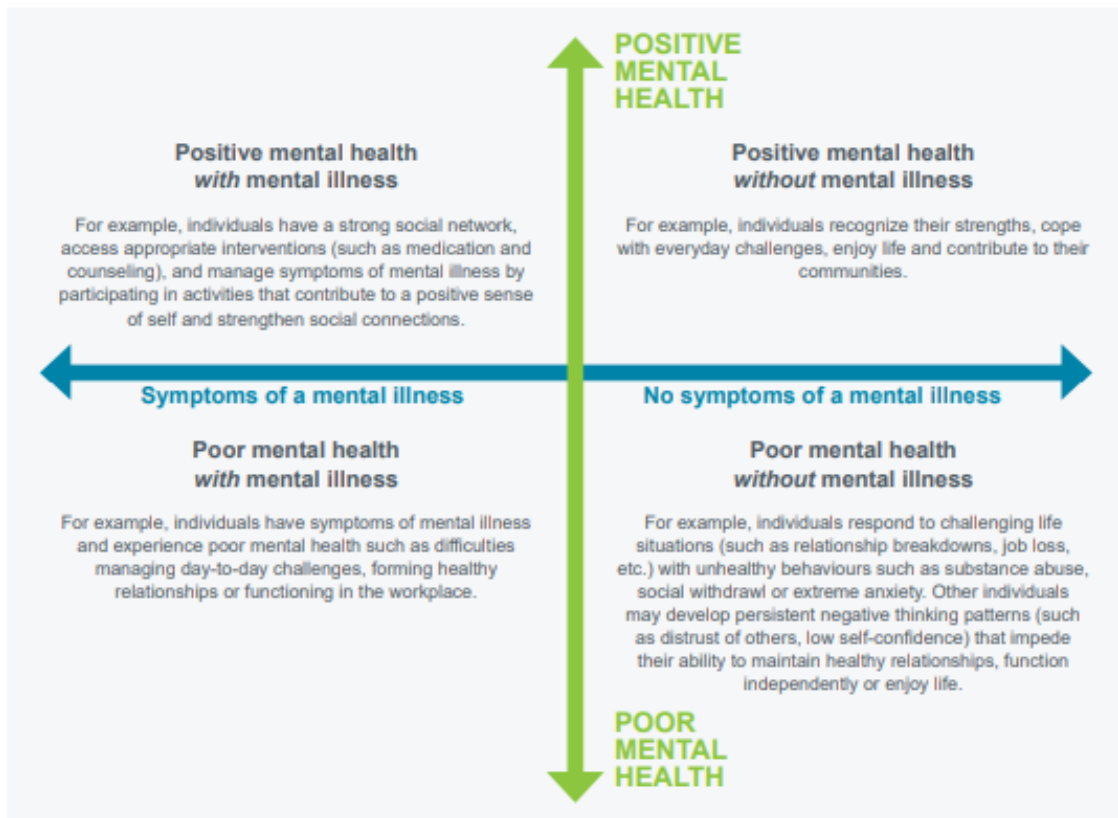 POSITIVE
MENTAL
HEALTH
Positive mental health
with mental illness
For example, individuals have a strong social network,
access appropriate interventions (such as medication and
counseling), and manage symptoms of mental illness by
participating in activities that contribute to a positive sense
of self and strengthen social connections.
Positive mental health
without mental illness
For example, individuals recognize their strengths, cope
with everyday challenges, enjoy life and contribute to their
communities.
Symptoms of a mental illness
No symptoms of a mental illness
Poor mental health
with mental illness
For example, individuals have symptoms of mental illness
and experience poor mental health such as difficulties
managing day-to-day challenges, forming healthy
relationships or functioning in the workplace.
Poor mental health
without mental illness
For example, individuals respond to challenging life
situations (such as relationship breakdowns, job loss,
etc.) with unhealthy behaviours such as substance abuse,
social withdrawl or extreme anxiety. Other individuals
may develop persistent negative thinking patterns (such
as distrust of others, low self-confidence) that impede
their ability to maintain healthy relationships, function
independently or enjoy life.
POOR
MENTAL
HEALTH